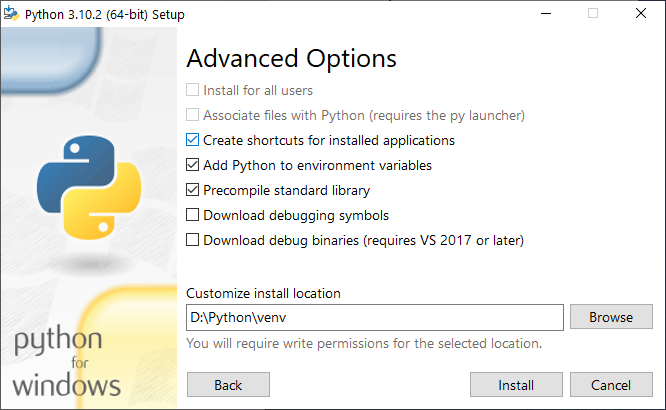 Python 3.10.2 (64-bit) Setup
Advanced Options
Install for all users
Associate files with Python (requires the py launcher)
Create shortcuts for installed applications
Add Python to environment variables
Precompile standard library
Download debugging symbols
Download debug binaries (requires VS 2017 or later)
Customize install location
D:\Python\venv
Browse
You will require write permissions for the selected location.
python
for
windows
Back
Install
Cancel